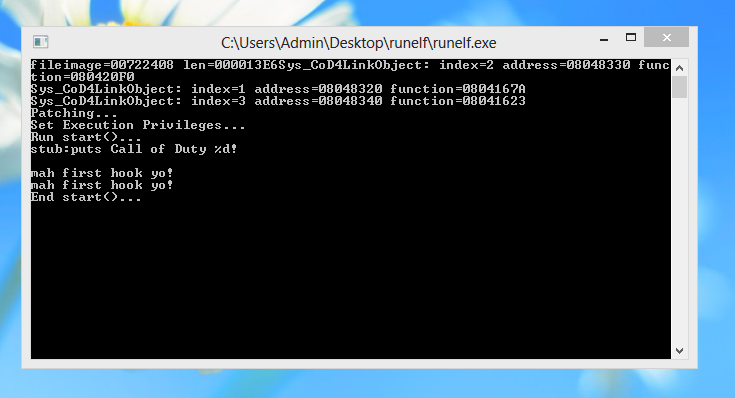 C:\Users\Admin\Desktop\runelf\runelf.exe
fileimage=00722408 len=000013E6Sys_CoD4LinkObject: index=2 address=08048330 func
tion=080420F0
Sys_CoD4LinkObject: index=1 address=08048320 function=0804167A
Sys_CoD4LinkObject: index=3 address=08048340 function=08041623
Patching...
Set Execution Privileges...
Run start()...
stub:puts Call of Duty %d!
mah first hook yo!
mah first hook yo!
End start()...